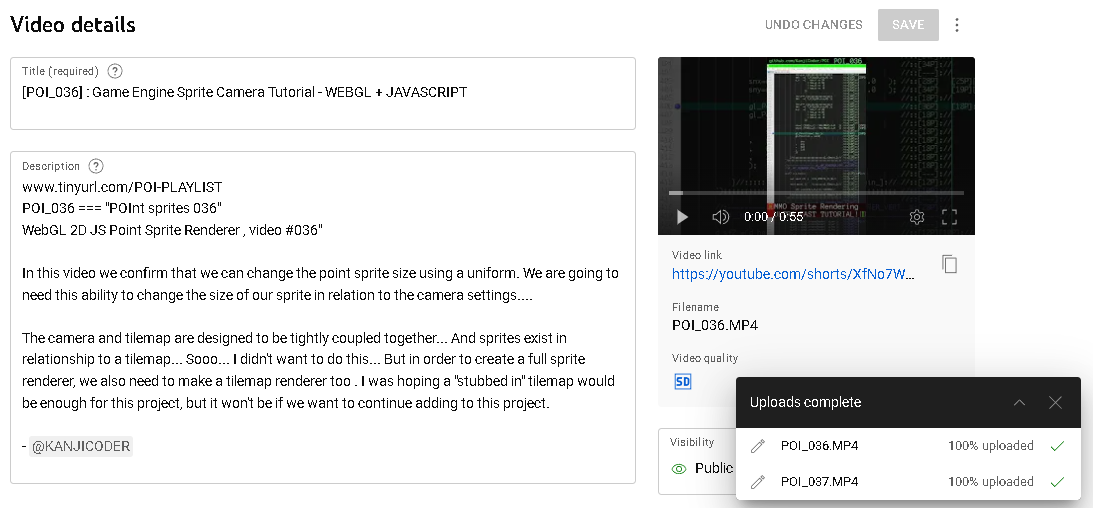 Video details
UNDO CHANGES
SAVE
Title (required)
[POI_036] : Game Engine Sprite Camera Tutorial - WEBGL + JAVASCRIPT
Description
www.tinyurl.com/POI-PLAYLIST
POI_036 === "POInt sprites 036"
WebGL 2D JS Point Sprite Renderer , video #036"
In this video we confirm that we can change the point sprite size using a uniform. We are going to
need this ability to change the size of our sprite in relation to the camera settings....
The camera and tilemap are designed to be tightly coupled together... And sprites exist in
relationship to a tilemap... Sooo... I didn't want to do this... But in order to create a full sprite
renderer, we also need to make a tilemap renderer too . I was hoping a "stubbed in" tilemap would
be enough for this project, but it won't be if we want to continue adding to this project.
- @KANJICODER
POI_036
MMO Sprite Rendering
FAST TUTORIAL!
0:00 / 0:55
Video link
https://youtube.com/shorts/XfNo7W...
Filename
POI_036.MP4
Video quality
SD
Visibility
Public
Uploads complete
POI_036.MP4 100% uploaded
POI_037.MP4 100% uploaded